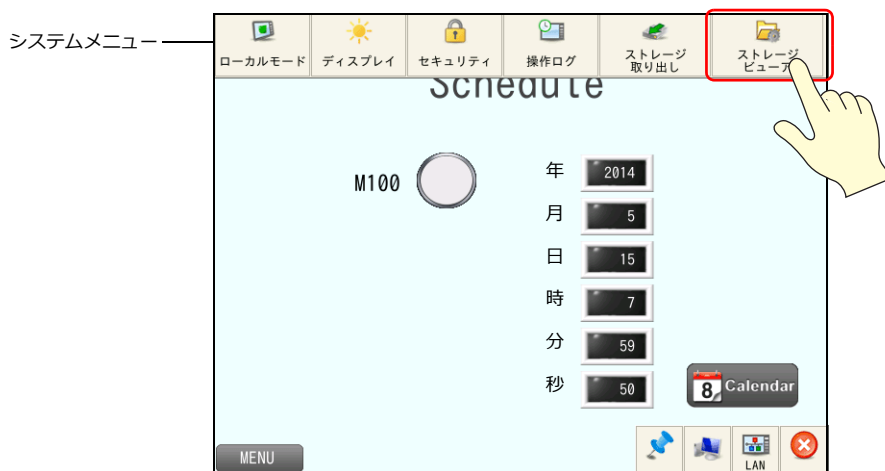 システムメニュー
ローカルモード
ディスプレイ
セキュリティ
操作ログ
ストレージ
取り出し
ストレージ
ビューア
Schedule
M100
年 2014
月 5
日 15
時 7
分 59
秒 50
8 Calendar
MENU
LAN